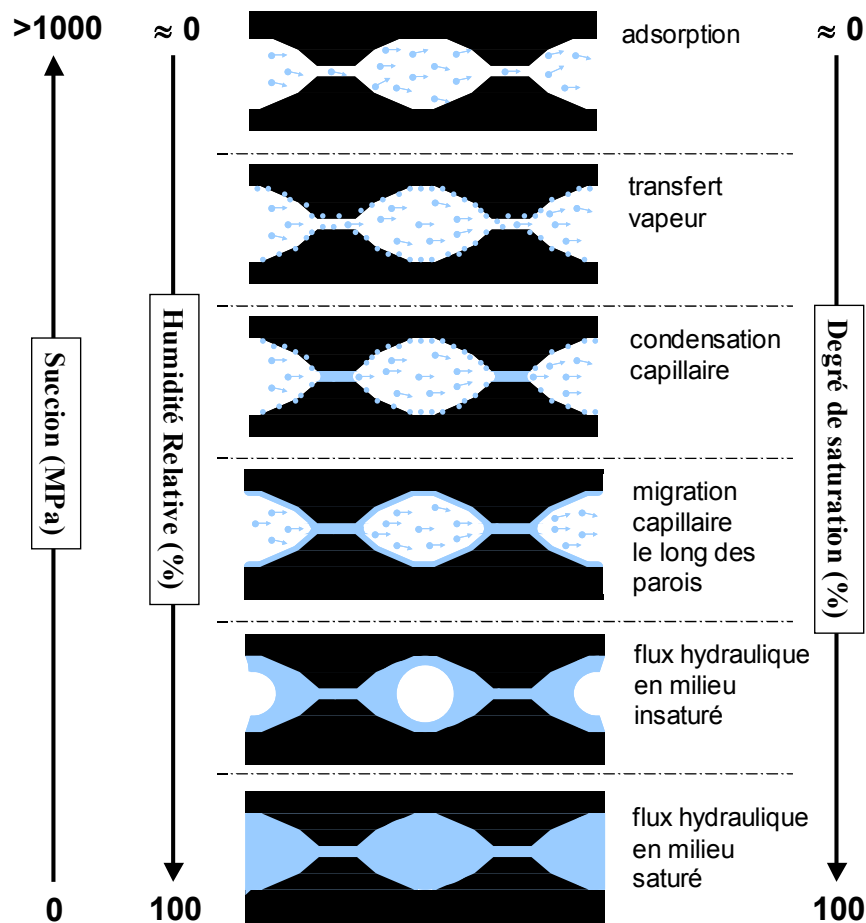 >1000
≈ 0
adsorption
≈ 0
transfert
vapeur
condensation
capillaire
Succion (MPa)
Humidité Relative (%)
Degré de saturation (%)
migration
capillaire
le long des
parois
flux hydraulique
en milieu
insaturé
flux hydraulique
en milieu
saturé
0
100
100